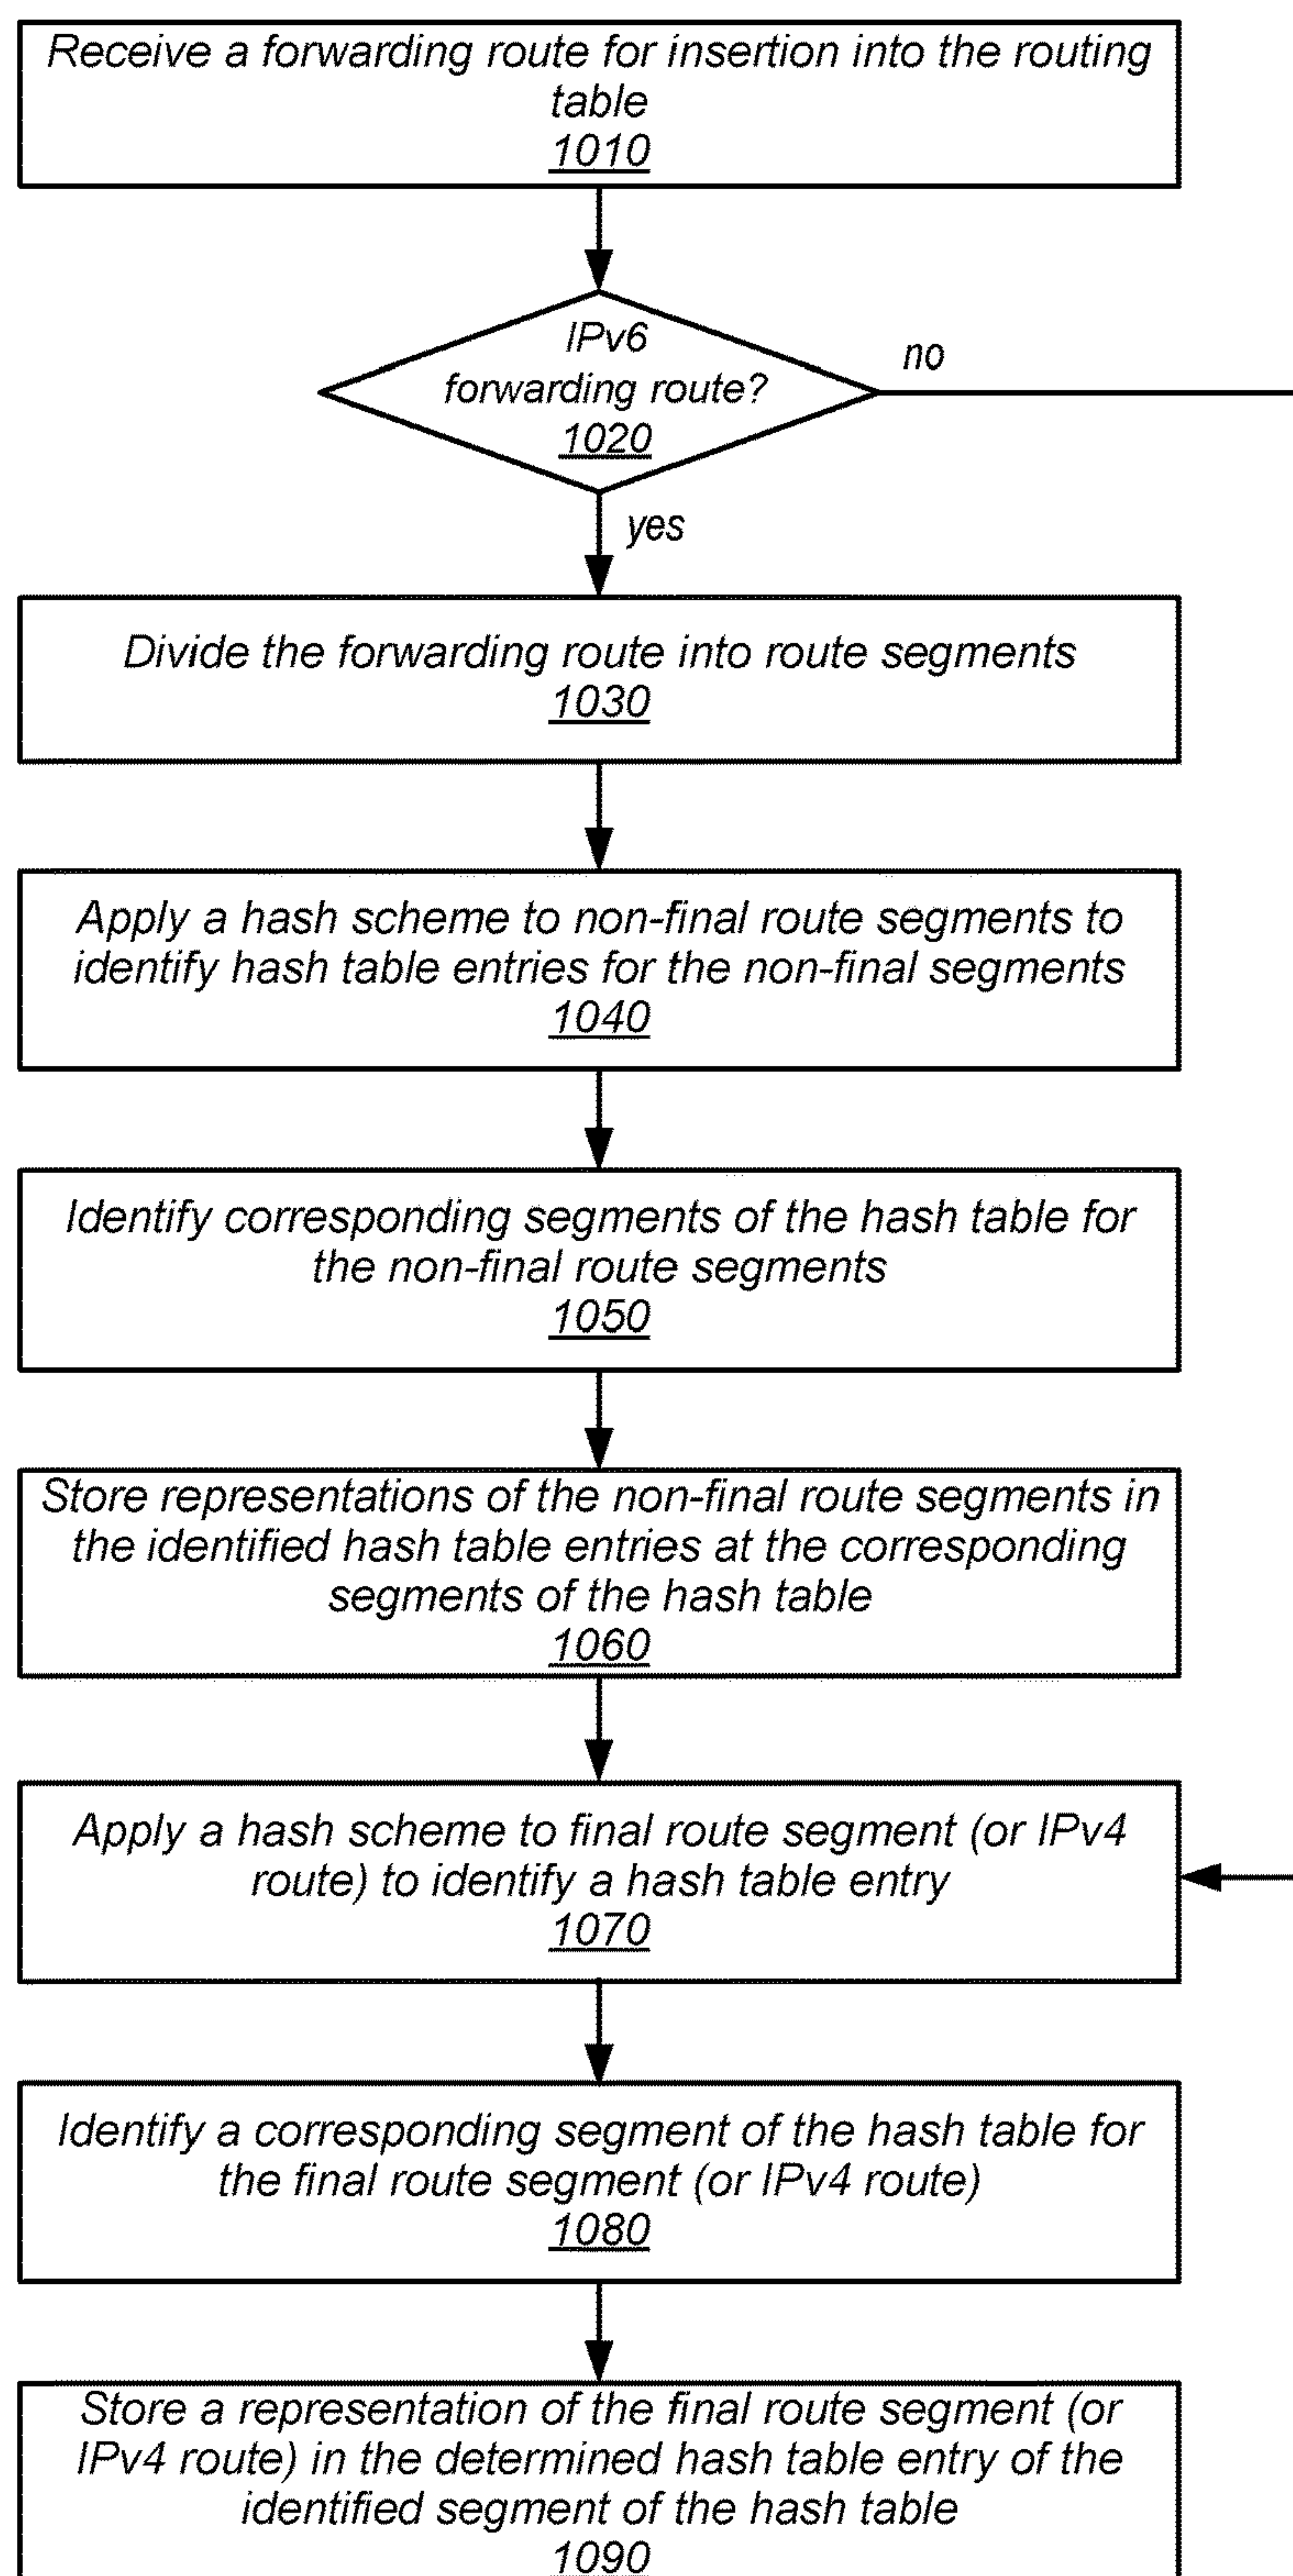 Receive a forwarding route for insertion into the routing
table
1010
IPv6
forwarding route?
1020
no
yes
Divide the forwarding route into route segments
1030
Apply a hash scheme to non-final route segments to
identify hash table entries for the non-final segments
1040
Identify corresponding segments of the hash table for
the non-final route segments
1050
Store representations of the non-final route segments in
the identified hash table entries at the corresponding
segments of the hash table
1060
Apply a hash scheme to final route segment (or IPv4
route) to identify a hash table entry
1070
Identify a corresponding segment of the hash table for
the final route segment (or IPv4 route)
1080
Store a representation of the final route segment (or
IPv4 route) in the determined hash table entry of the
identified segment of the hash table
1090